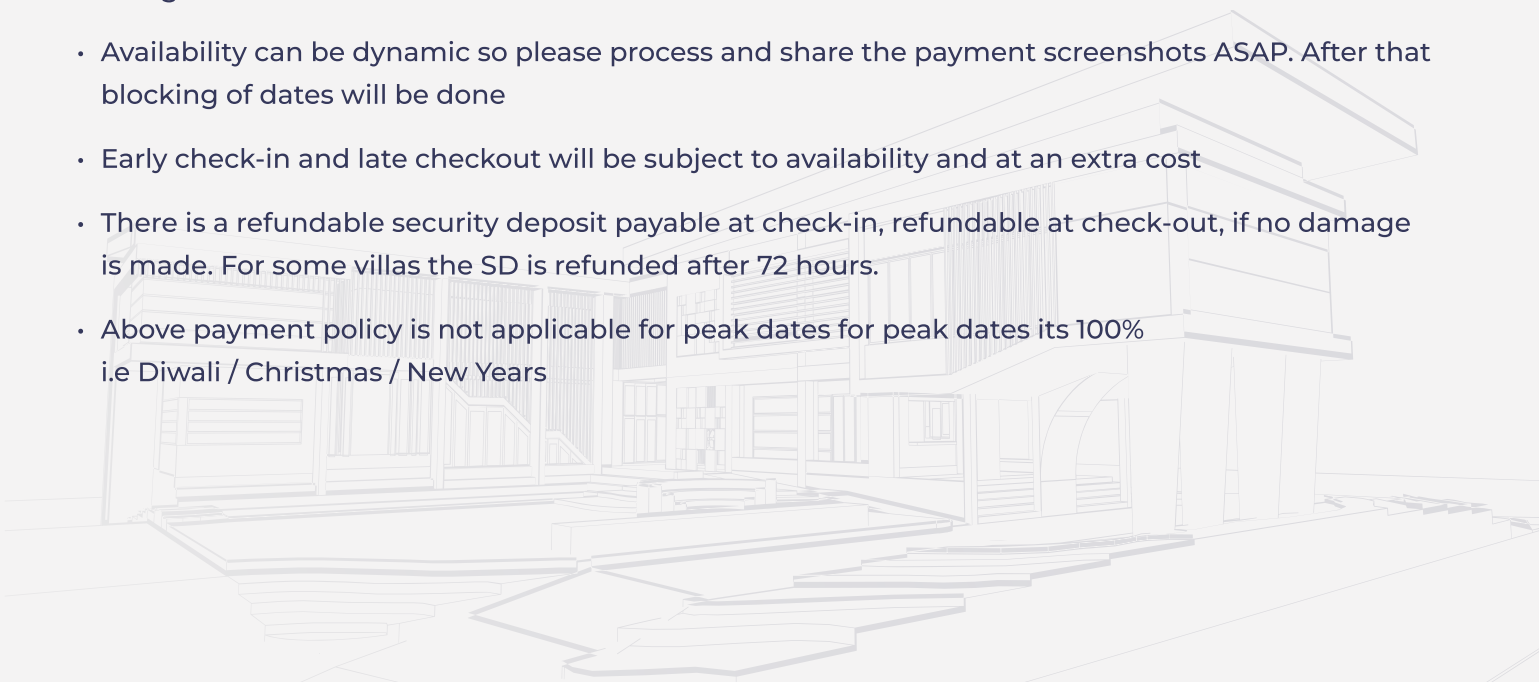 • Availability can be dynamic so please process and share the payment screenshots ASAP. After that
blocking of dates will be done
• Early check-in and late checkout will be subject to availability and at an extra cost
• There is a refundable security deposit payable at check-in, refundable at check-out, if no damage
is made. For some villas the SD is refunded after 72 hours.
• Above payment policy is not applicable for peak dates for peak dates its 100%
i.e Diwali / Christmas / New Years